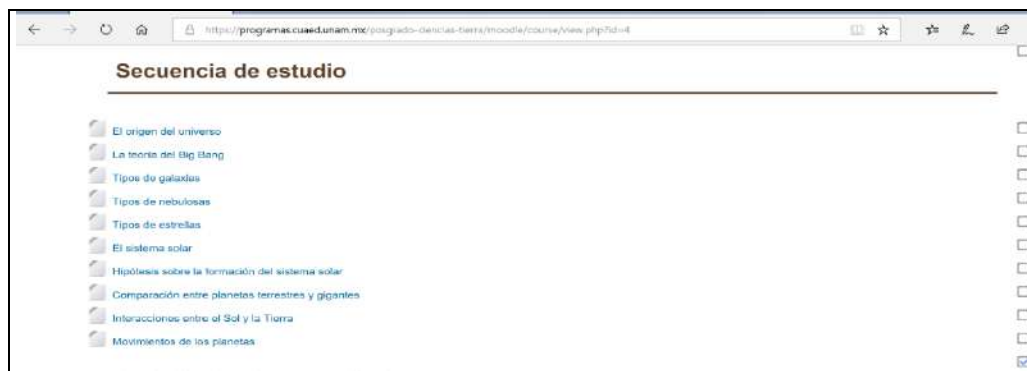 https://programas.cuaed.unam.mx/posgrado-ciencias-tierra/moodle/course/view.php?id=4
Secuencia de estudio
El origen del universo
La teoría del Big Bang
Tipos de galaxias
Tipos de nebulosas
Tipos de estrellas
El sistema solar
Hipótesis sobre la formación del sistema solar
Comparación entre planetas terrestres y gigantes
Interacciones entre el Sol y la Tierra
Movimientos de los planetas